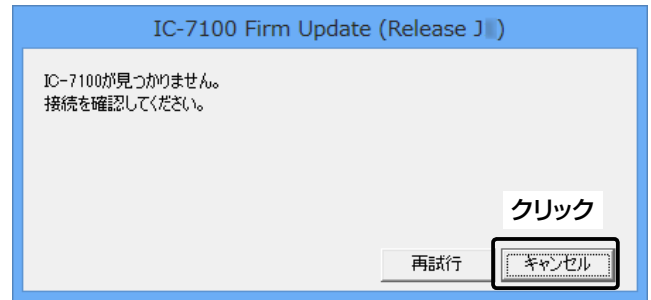 IC-7100 Firm Update (Release J)
IC-7100が見つかりません。
接続を確認してください。
クリック
再試行
キャンセル